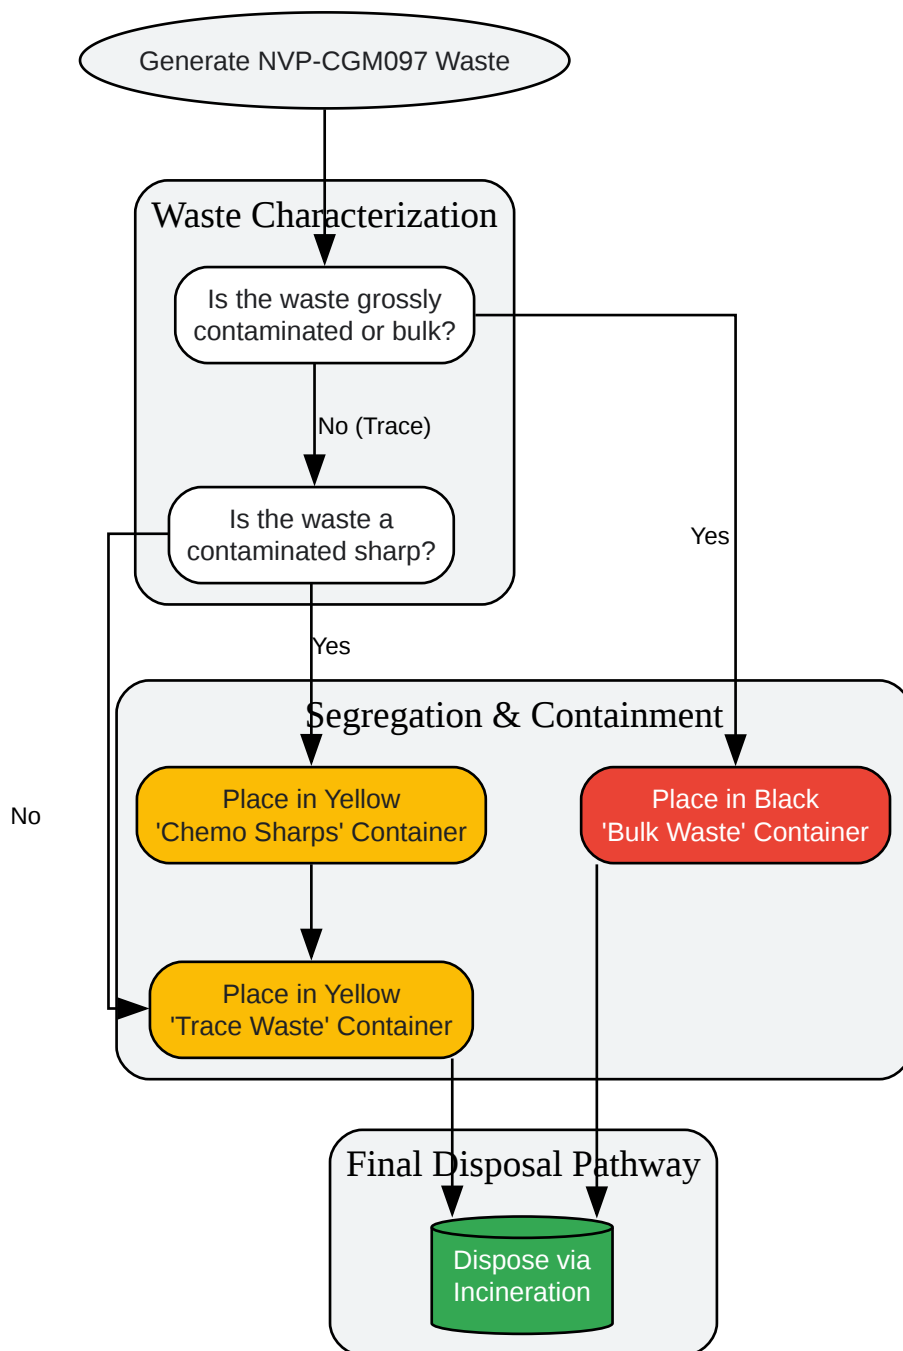 Generate NVP-CGM097 Waste
Waste Characterization
Is the waste grossly
contaminated or bulk?
No (Trace)
Is the waste a
contaminated sharp?
Yes
Yes
Segregation & Containment
Place in Yellow
'Chemo Sharps' Container
Place in Black
'Bulk Waste' Container
No
Place in Yellow
'Trace Waste' Container
Final Disposal Pathway
Dispose via
Incineration